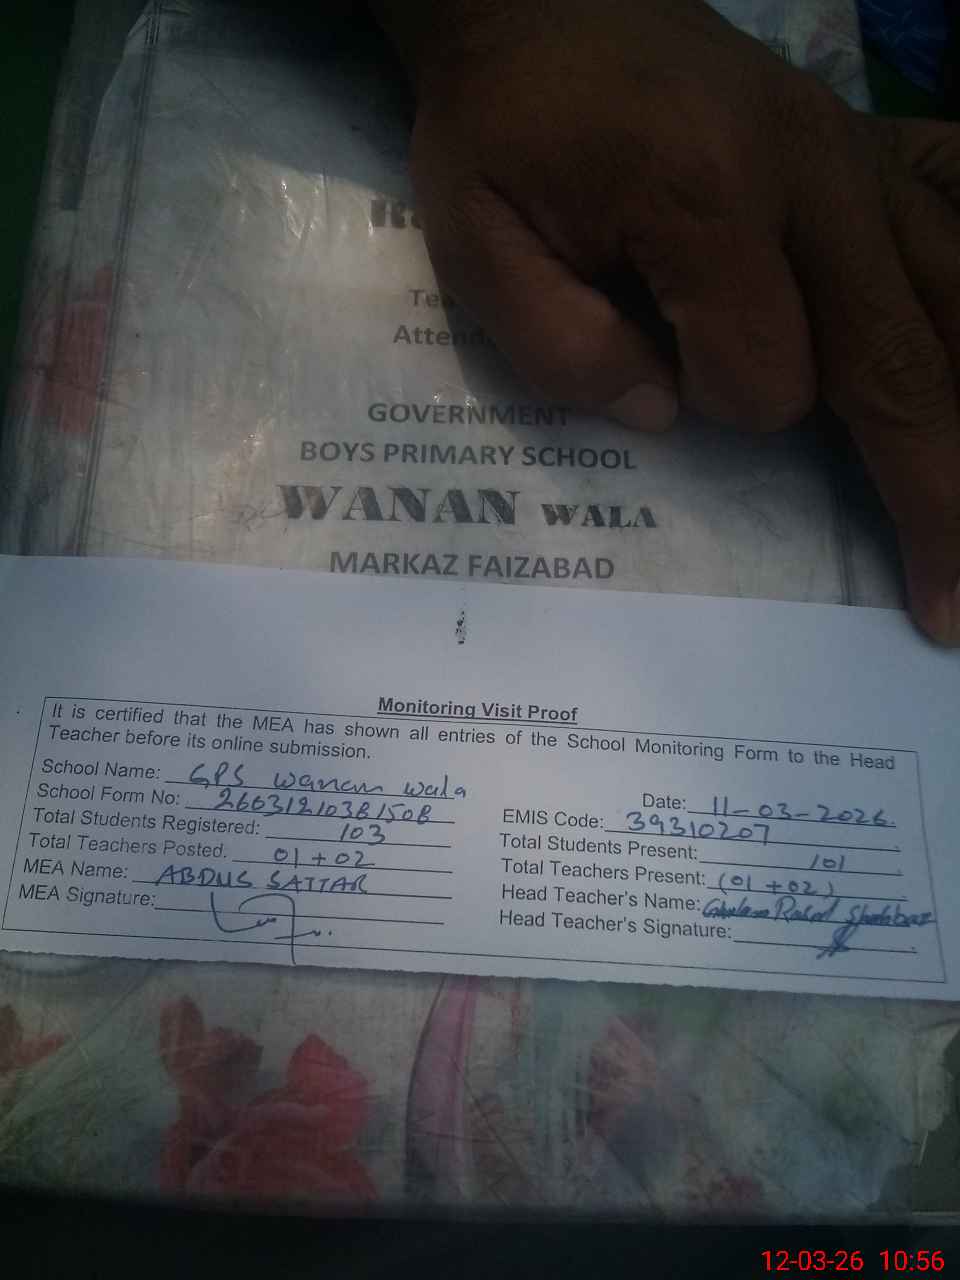 Attend
GOVERNMENT
BOYS PRIMARY SCHOOL
WANAN WALA
MARKAZ FAIZABAD
Monitoring Visit Proof
It is certified that the MEA has shown all entries of the School Monitoring Form to the Head
Teacher before its online submission.
School Name: GPS wanan wala
Date: 11-03-2026
School Form No:
EMIS Code: 39310207
Total Students Registered: 103
Total Students Present: 101
Total Teachers Posted: 01+02
Total Teachers Present: (01+02)
MEA Name: ABDUS SATTAR
Head Teacher's Name: Ghulam Rasul Shahbaz
MEA Signature:
Head Teacher's Signature:
12-03-26 10:56